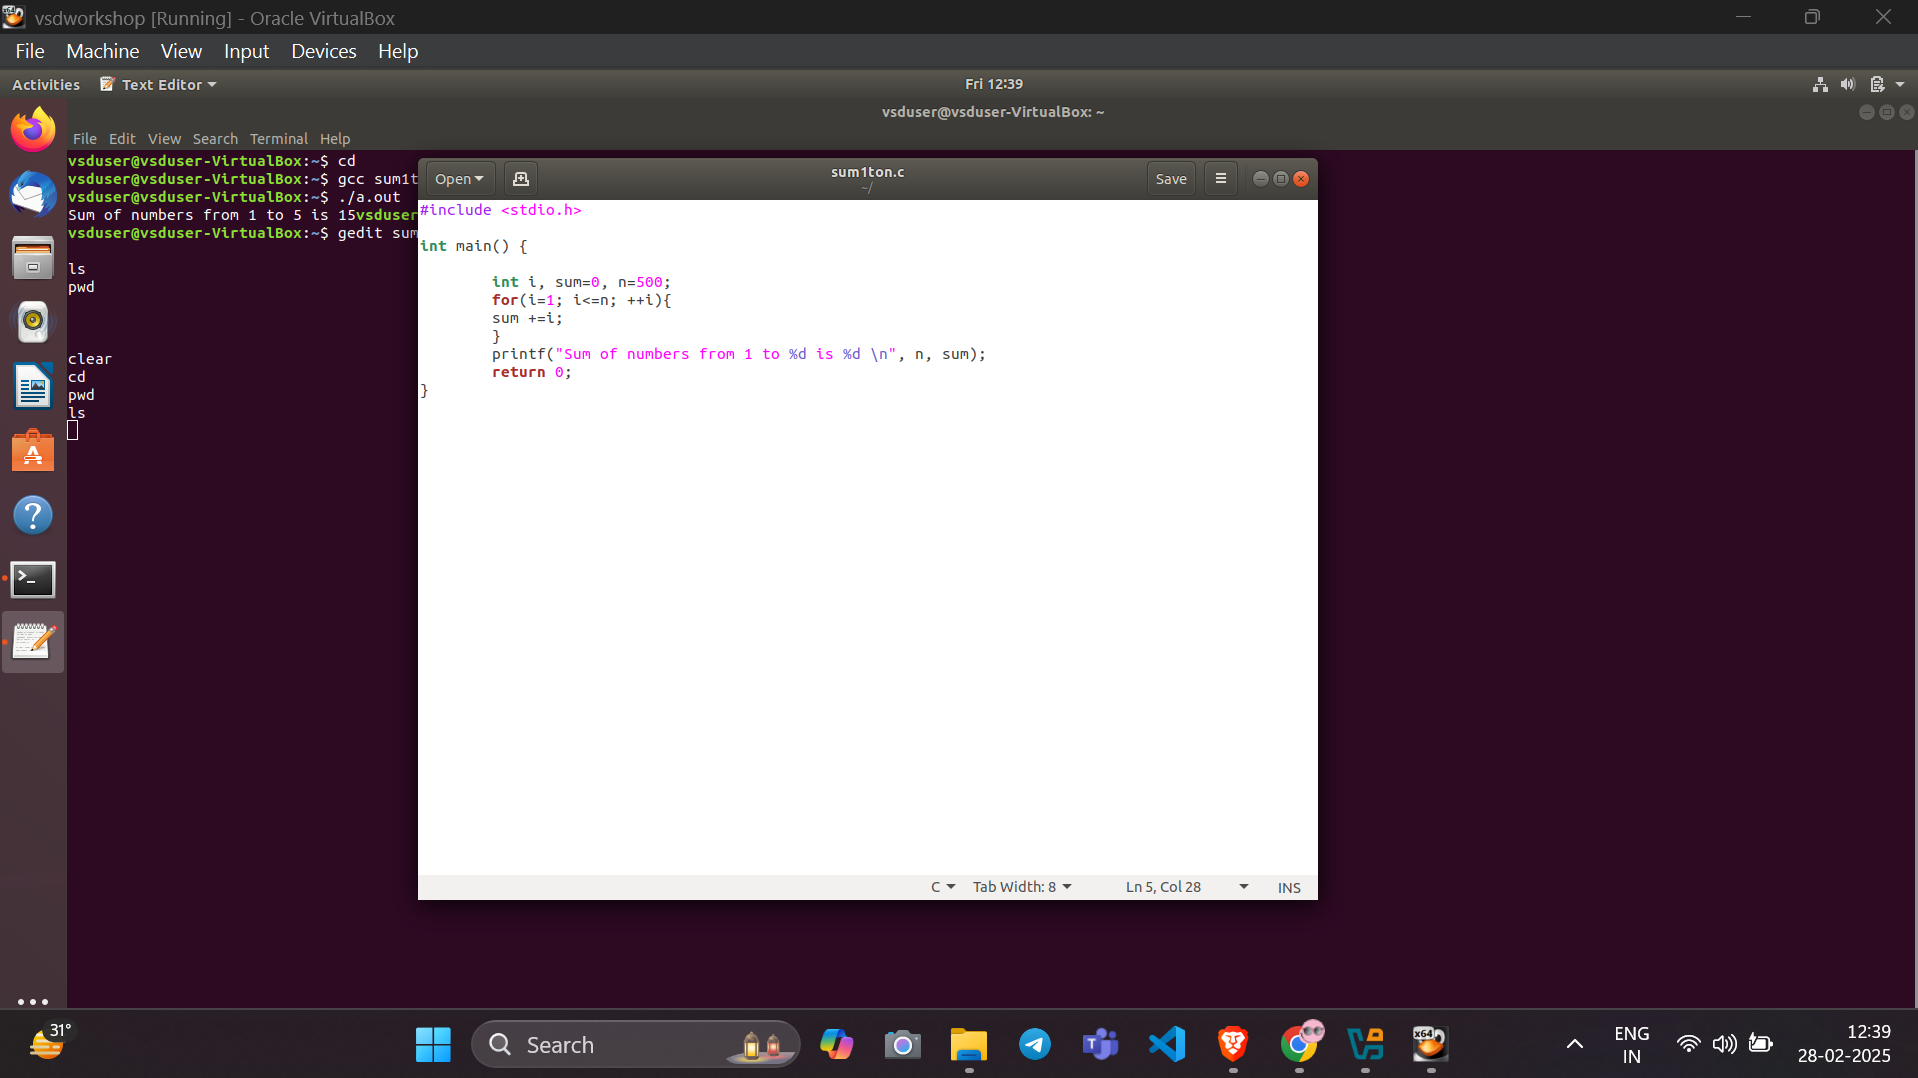 vsdworkshop [Running] - Oracle VirtualBox
File Machine View Input Devices Help
Activities Text Editor Fri 12:39
vsduser@vsduser-VirtualBox: ~
File Edit View Search Terminal Help
vsduser@vsduser-VirtualBox:~$ cd
vsduser@vsduser-VirtualBox:~$ gcc sum1t
vsduser@vsduser-VirtualBox:~$ ./a.out
Sum of numbers from 1 to 5 is 15vsduser
vsduser@vsduser-VirtualBox:~$ gedit sum
ls
pwd
clear
cd
pwd
ls
Open sum1ton.c Save
~/
#include <stdio.h>
int main() {
int i, sum=0, n=500;
for(i=1; i<=n; ++i){
sum +=i;
}
printf("Sum of numbers from 1 to %d is %d \n", n, sum);
return 0;
}
C Tab Width: 8 Ln 5, Col 28 INS
31°
Search
x64
ENG
IN
12:39
28-02-2025